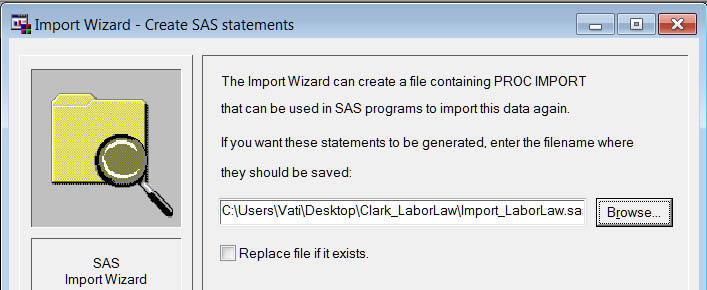 Import Wizard - Create SAS statements
The Import Wizard can create a file containing PROC IMPORT
that can be used in SAS programs to import this data again.
If you want these statements to be generated, enter the filename where
they should be saved:
C:\Users\Vati\Desktop\Clark_LaborLaw\Import_LaborLaw.sa
Browse...
Replace file if it exists.
SAS
Import Wizard